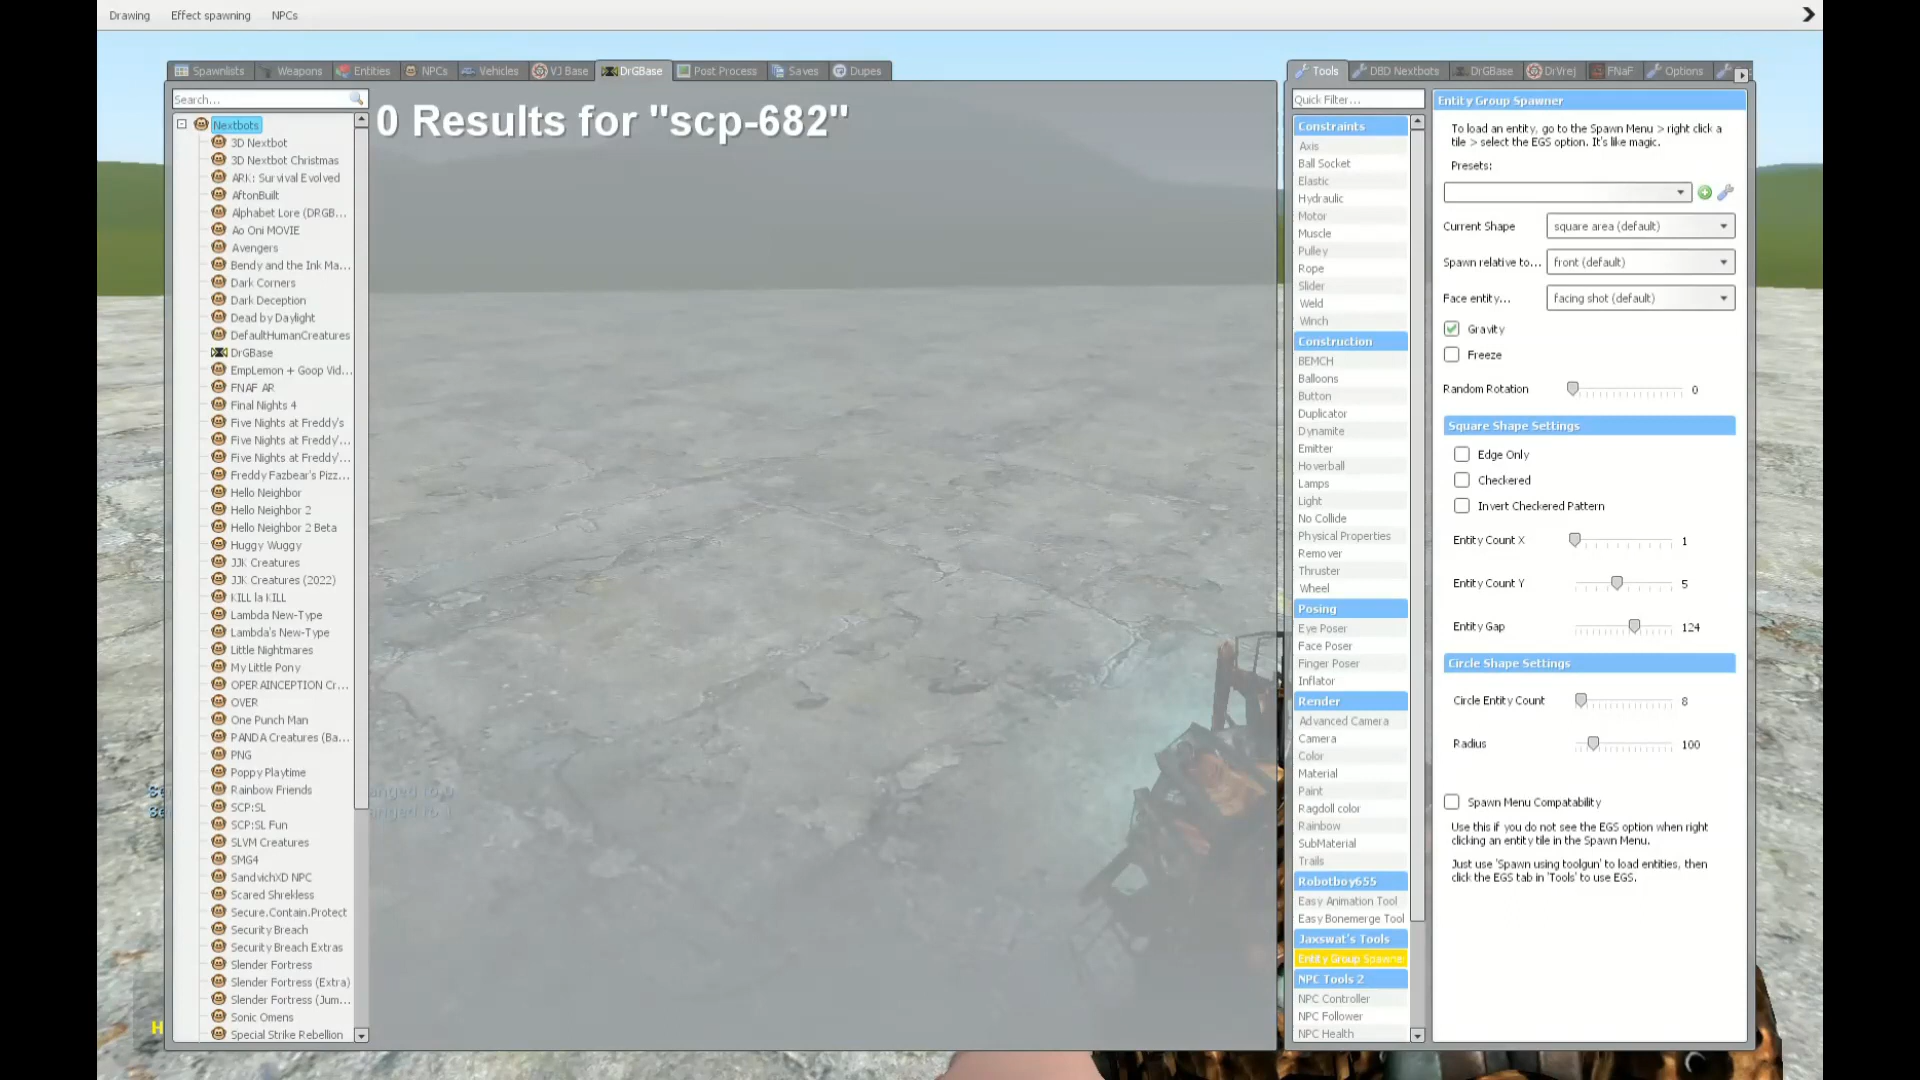 Drawing Effect spawning NPCs
Spawnlists Weapons Entities NPCs Vehicles VJ Base DrGBase Post Process Saves Dupes
Search...
Nextbots
3D Nextbot
3D Nextbot Christmas
ARK: Survival Evolved
AftonBuilt
Alphabet Lore (DRGB...
Ao Oni MOVIE
Avengers
Bendy and the Ink Ma...
Dark Corners
Dark Deception
Dead by Daylight
DefaultHumanCreatures
DrGBase
EmpLemon + Goop Vid...
FNAF AR
Final Nights 4
Five Nights at Freddy's
Five Nights at Freddy'...
Five Nights at Freddy'...
Freddy Fazbear's Pizz...
Hello Neighbor
Hello Neighbor 2
Hello Neighbor 2 Beta
Huggy Wuggy
JJK Creatures
JJK Creatures (2022)
KILL la KILL
Lambda New-Type
Lambda's New-Type
Little Nightmares
My Little Pony
OPERAINCEPTION Cr...
OVER
One Punch Man
PANDA Creatures (Ba...
PNG
Poppy Playtime
Rainbow Friends
SCP:SL
SCP:SL Fun
SLVM Creatures
SMG4
SandvichXD NPC
Scared Shrekless
Secure.Contain.Protect
Security Breach
Security Breach Extras
Slender Fortress
Slender Fortress (Extra)
Slender Fortress (Jum...
Sonic Omens
Special Strike Rebellion
0 Results for "scp-682"
anged to 0
anged to 1
H
Tools DBD Nextbots DrGBase DrVrej FNaF Options
Quick Filter...
Constraints
Axis
Ball Socket
Elastic
Hydraulic
Motor
Muscle
Pulley
Rope
Slider
Weld
Winch
Construction
BEMCH
Balloons
Button
Duplicator
Dynamite
Emitter
Hoverball
Lamps
Light
No Collide
Physical Properties
Remover
Thruster
Wheel
Posing
Eye Poser
Face Poser
Finger Poser
Inflator
Render
Advanced Camera
Camera
Color
Material
Paint
Ragdoll color
Rainbow
SubMaterial
Trails
Robotboy655
Easy Animation Tool
Easy Bonemerge Tool
Jaxswat's Tools
Entity Group Spawne
NPC Tools 2
NPC Controller
NPC Follower
NPC Health
Entity Group Spawner
To load an entity, go to the Spawn Menu > right click a
tile > select the EGS option. It's like magic.
Presets:
Current Shape square area (default)
Spawn relative to... front (default)
Face entity... facing shot (default)
Gravity
Freeze
Random Rotation 0
Square Shape Settings
Edge Only
Checkered
Invert Checkered Pattern
Entity Count X 1
Entity Count Y 5
Entity Gap 124
Circle Shape Settings
Circle Entity Count 8
Radius 100
Spawn Menu Compatability
Use this if you do not see the EGS option when right
clicking an entity tile in the Spawn Menu.
Just use 'Spawn using toolgun' to load entities, then
click the EGS tab in 'Tools' to use EGS.